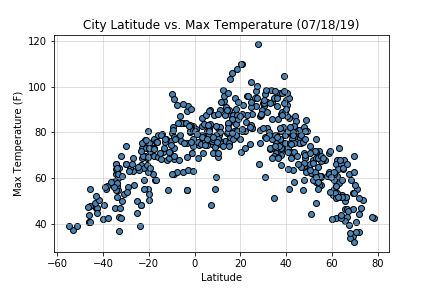 City Latitude vs. Max Temperature (07/18/19)
120
100
80
60
40
Max Temperature (F)
−60 −40 −20 0 20 40 60 80
Latitude